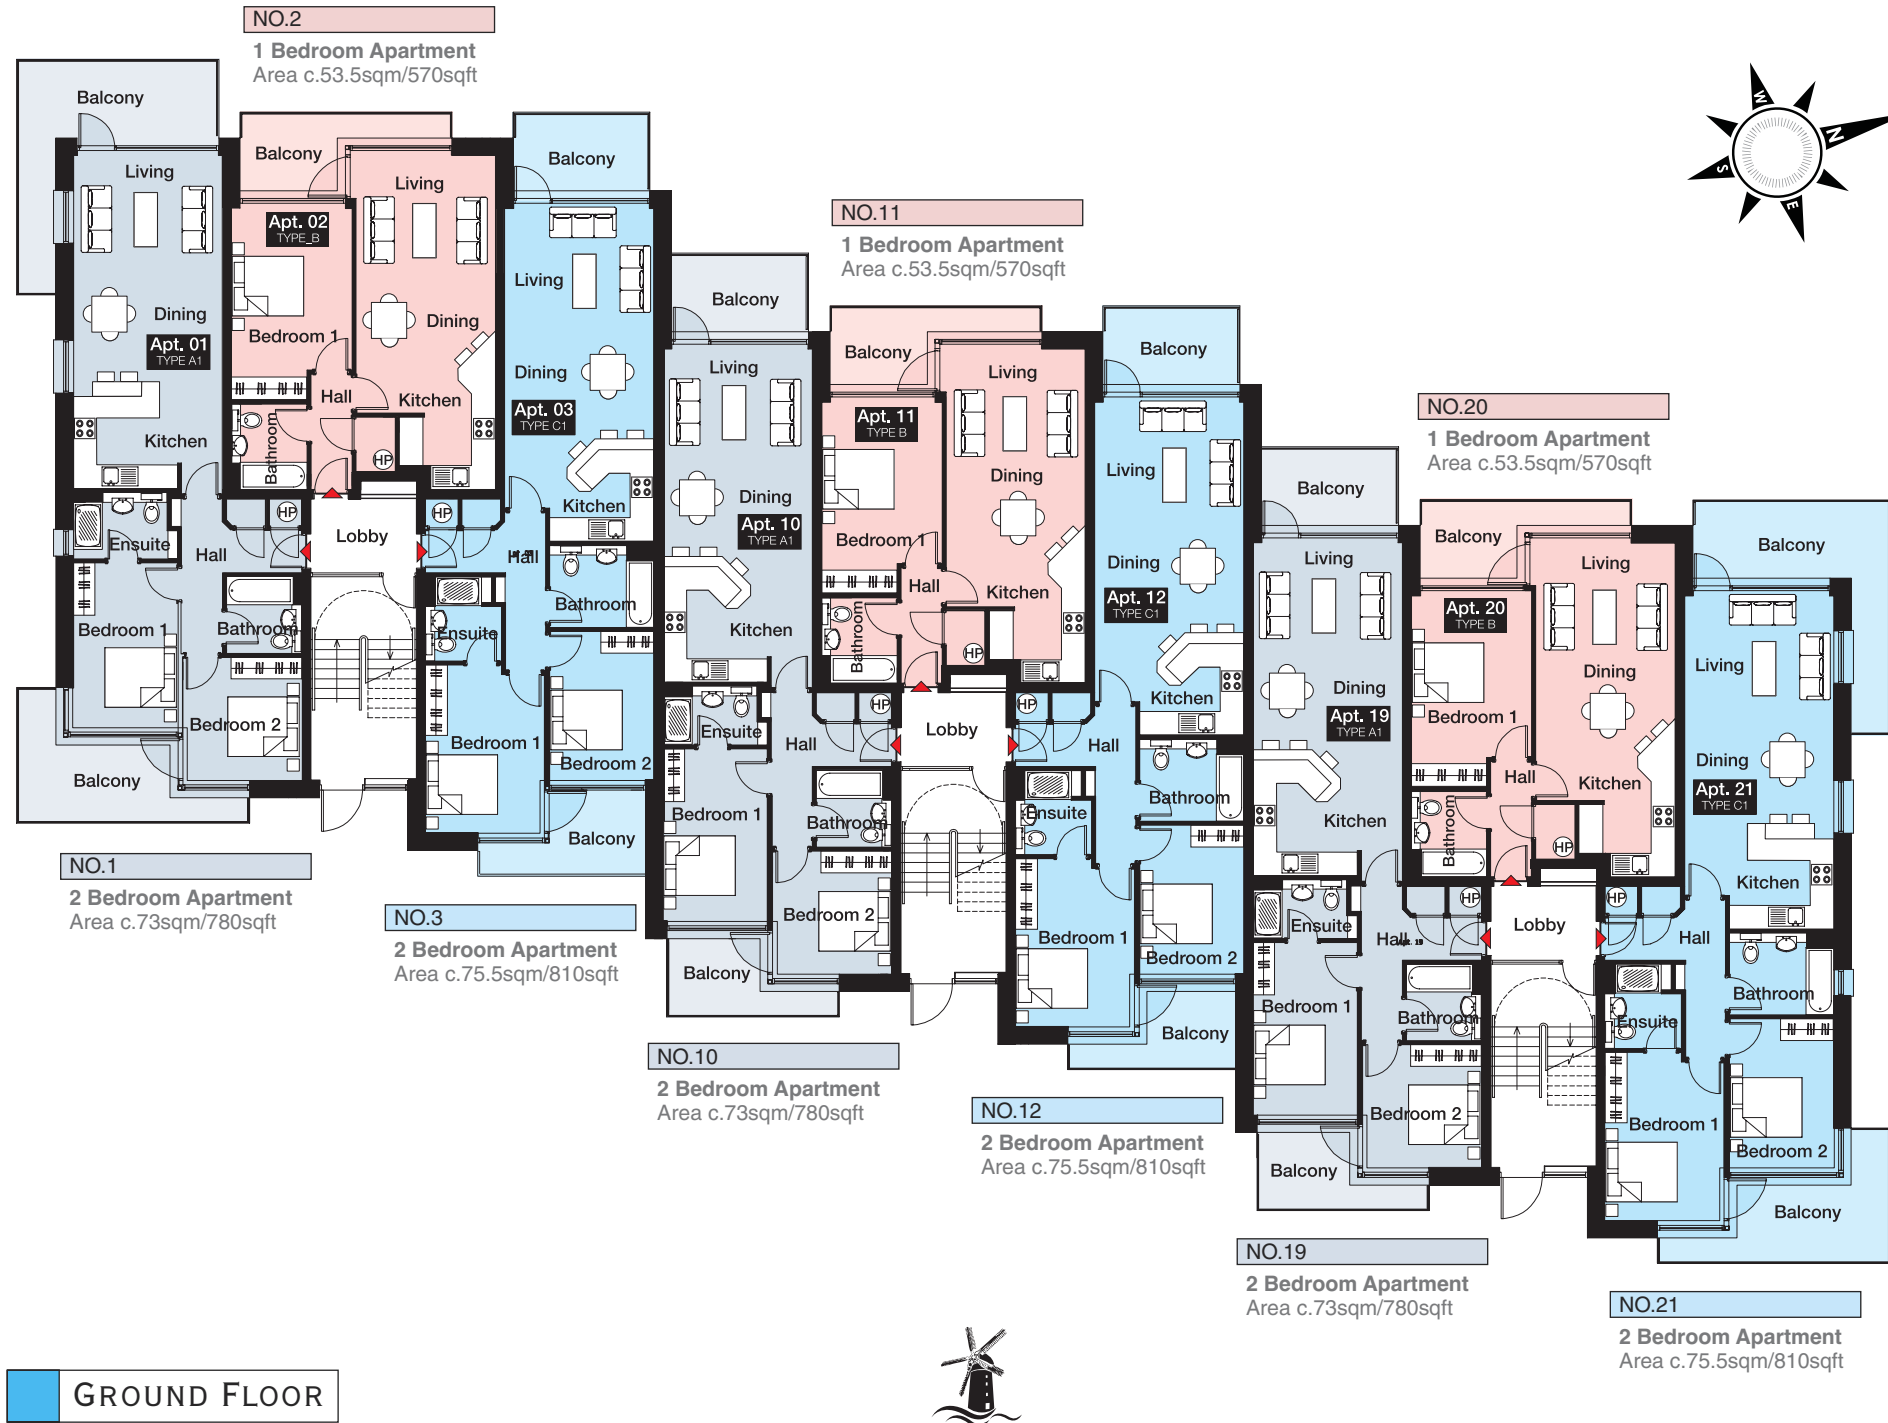 NO.2
1 Bedroom Apartment
Area c.53.5sqm/570sqft
Balcony
Living
Dining
Apt. 01
TYPE A1
Kitchen
Ensuite
Hall
HP
Bedroom 1
Bathroom
Bedroom 2
Balcony
NO.1
2 Bedroom Apartment
Area c.73sqm/780sqft
Balcony
Living
Apt. 02
TYPE_B
Bedroom 1
Dining
Hall
Kitchen
Bathroom
HP
Lobby
Balcony
Living
Dining
Apt. 03
TYPE C1
Kitchen
HP
Hall
Bathroom
Ensuite
Bedroom 1
Bedroom 2
Balcony
NO.3
2 Bedroom Apartment
Area c.75.5sqm/810sqft
NO.11
1 Bedroom Apartment
Area c.53.5sqm/570sqft
Balcony
Living
Dining
Apt. 10
TYPE A1
Kitchen
Ensuite
Hall
HP
Bedroom 1
Bathroom
Bedroom 2
Balcony
NO.10
2 Bedroom Apartment
Area c.73sqm/780sqft
Balcony
Living
Apt. 11
TYPE B
Dining
Bedroom 1
Hall
Kitchen
Bathroom
HP
Lobby
Balcony
Living
Dining
Apt. 12
TYPE C1
Kitchen
HP
Hall
Bathroom
Ensuite
Bedroom 1
Bedroom 2
Balcony
NO.12
2 Bedroom Apartment
Area c.75.5sqm/810sqft
W
N
S
E
NO.20
1 Bedroom Apartment
Area c.53.5sqm/570sqft
Balcony
Living
Dining
Apt. 19
TYPE A1
Kitchen
Ensuite
Hall
Apt. 19
HP
Bedroom 1
Bathroom
Bedroom 2
Balcony
NO.19
2 Bedroom Apartment
Area c.73sqm/780sqft
Balcony
Living
Apt. 20
TYPE B
Dining
Bedroom 1
Hall
Kitchen
Bathroom
HP
Lobby
Balcony
Living
Dining
Apt. 21
TYPE C1
Kitchen
HP
Hall
Bathroom
Ensuite
Bedroom 1
Bedroom 2
Balcony
NO.21
2 Bedroom Apartment
Area c.75.5sqm/810sqft
GROUND FLOOR